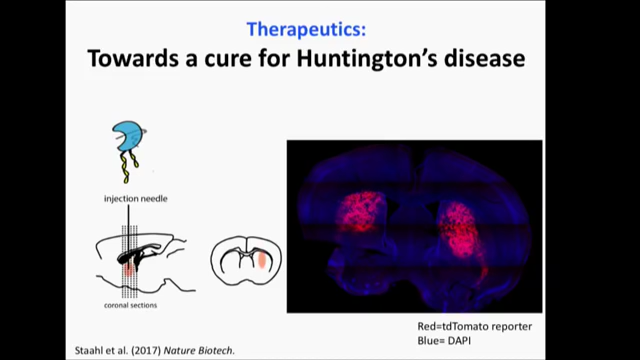 Therapeutics:
Towards a cure for Huntington's disease
injection needle
coronal sections
Red=tdTomato reporter
Blue= DAPI
Staahl et al. (2017) Nature Biotech.